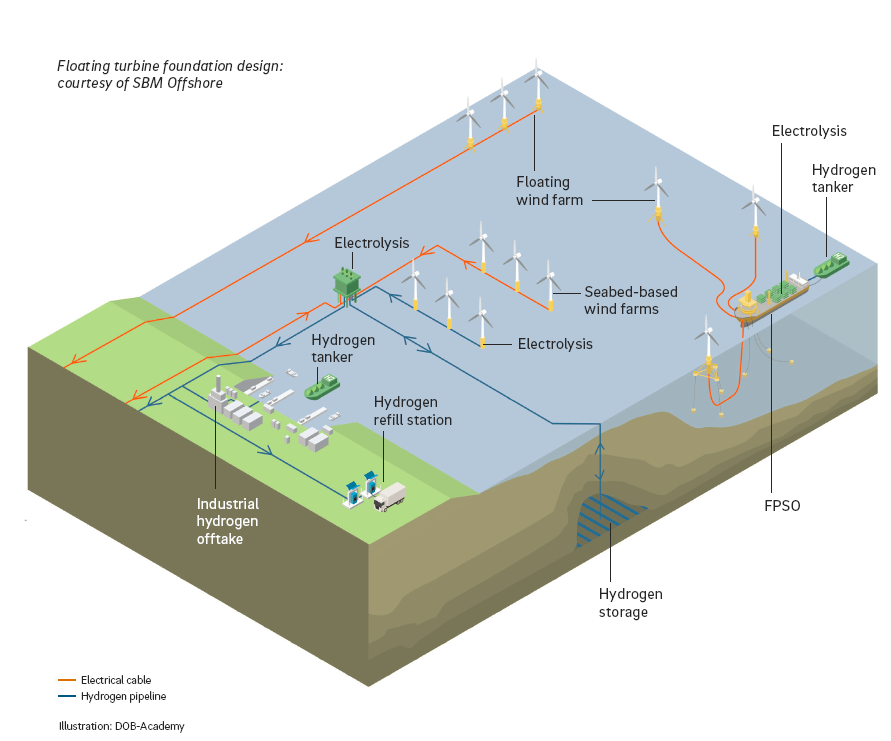 Floating turbine foundation design:
courtesy of SBM Offshore
Electrolysis
Hydrogen
tanker
Floating
wind farm
Electrolysis
Seabed-based
wind farms
Electrolysis
Hydrogen
tanker
Hydrogen
refill station
Industrial
hydrogen
offtake
FPSO
Hydrogen
storage
Electrical cable
Hydrogen pipeline
Illustration: DOB-Academy